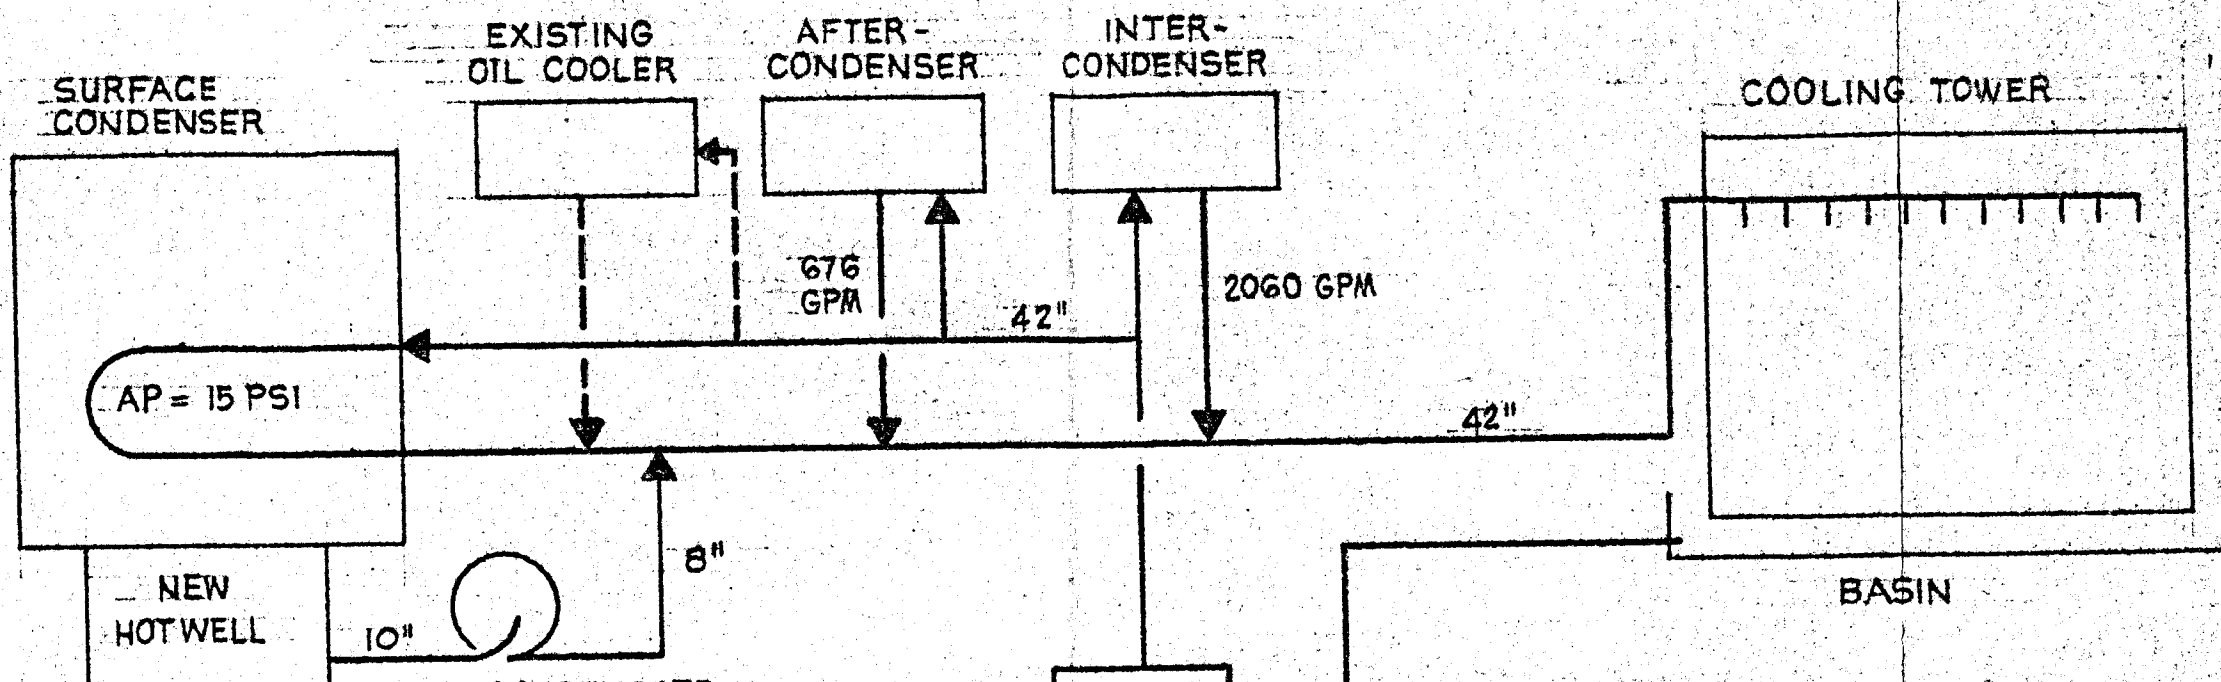 EXISTING
OIL COOLER
AFTER-
CONDENSER
INTER-
CONDENSER
SURFACE
CONDENSER
COOLING TOWER
676
GPM
2060 GPM
42"
ΔP = 15 PSI
42"
8"
NEW
HOTWELL
10"
BASIN